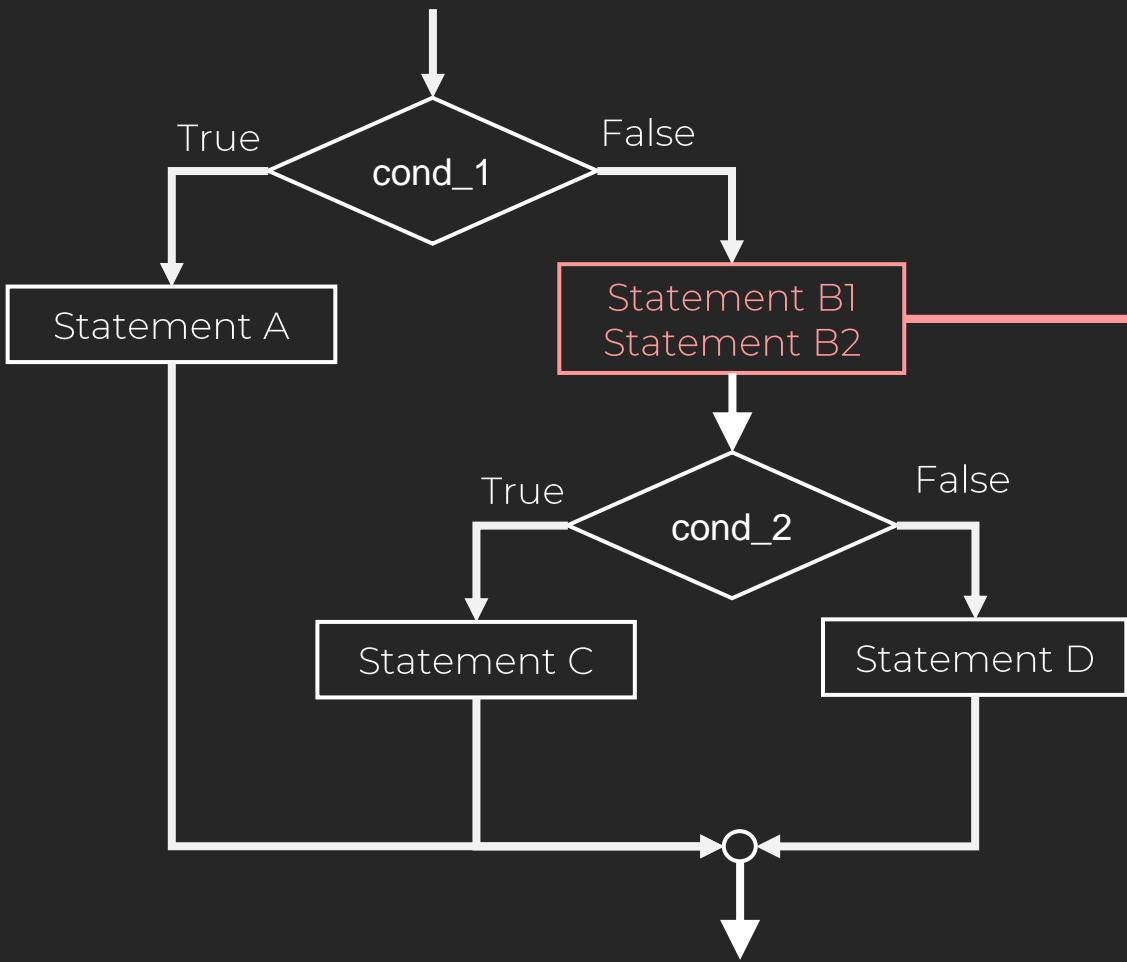 True
False
cond_1
Statement A
Statement B1
Statement B2
True
False
cond_2
Statement C
Statement D